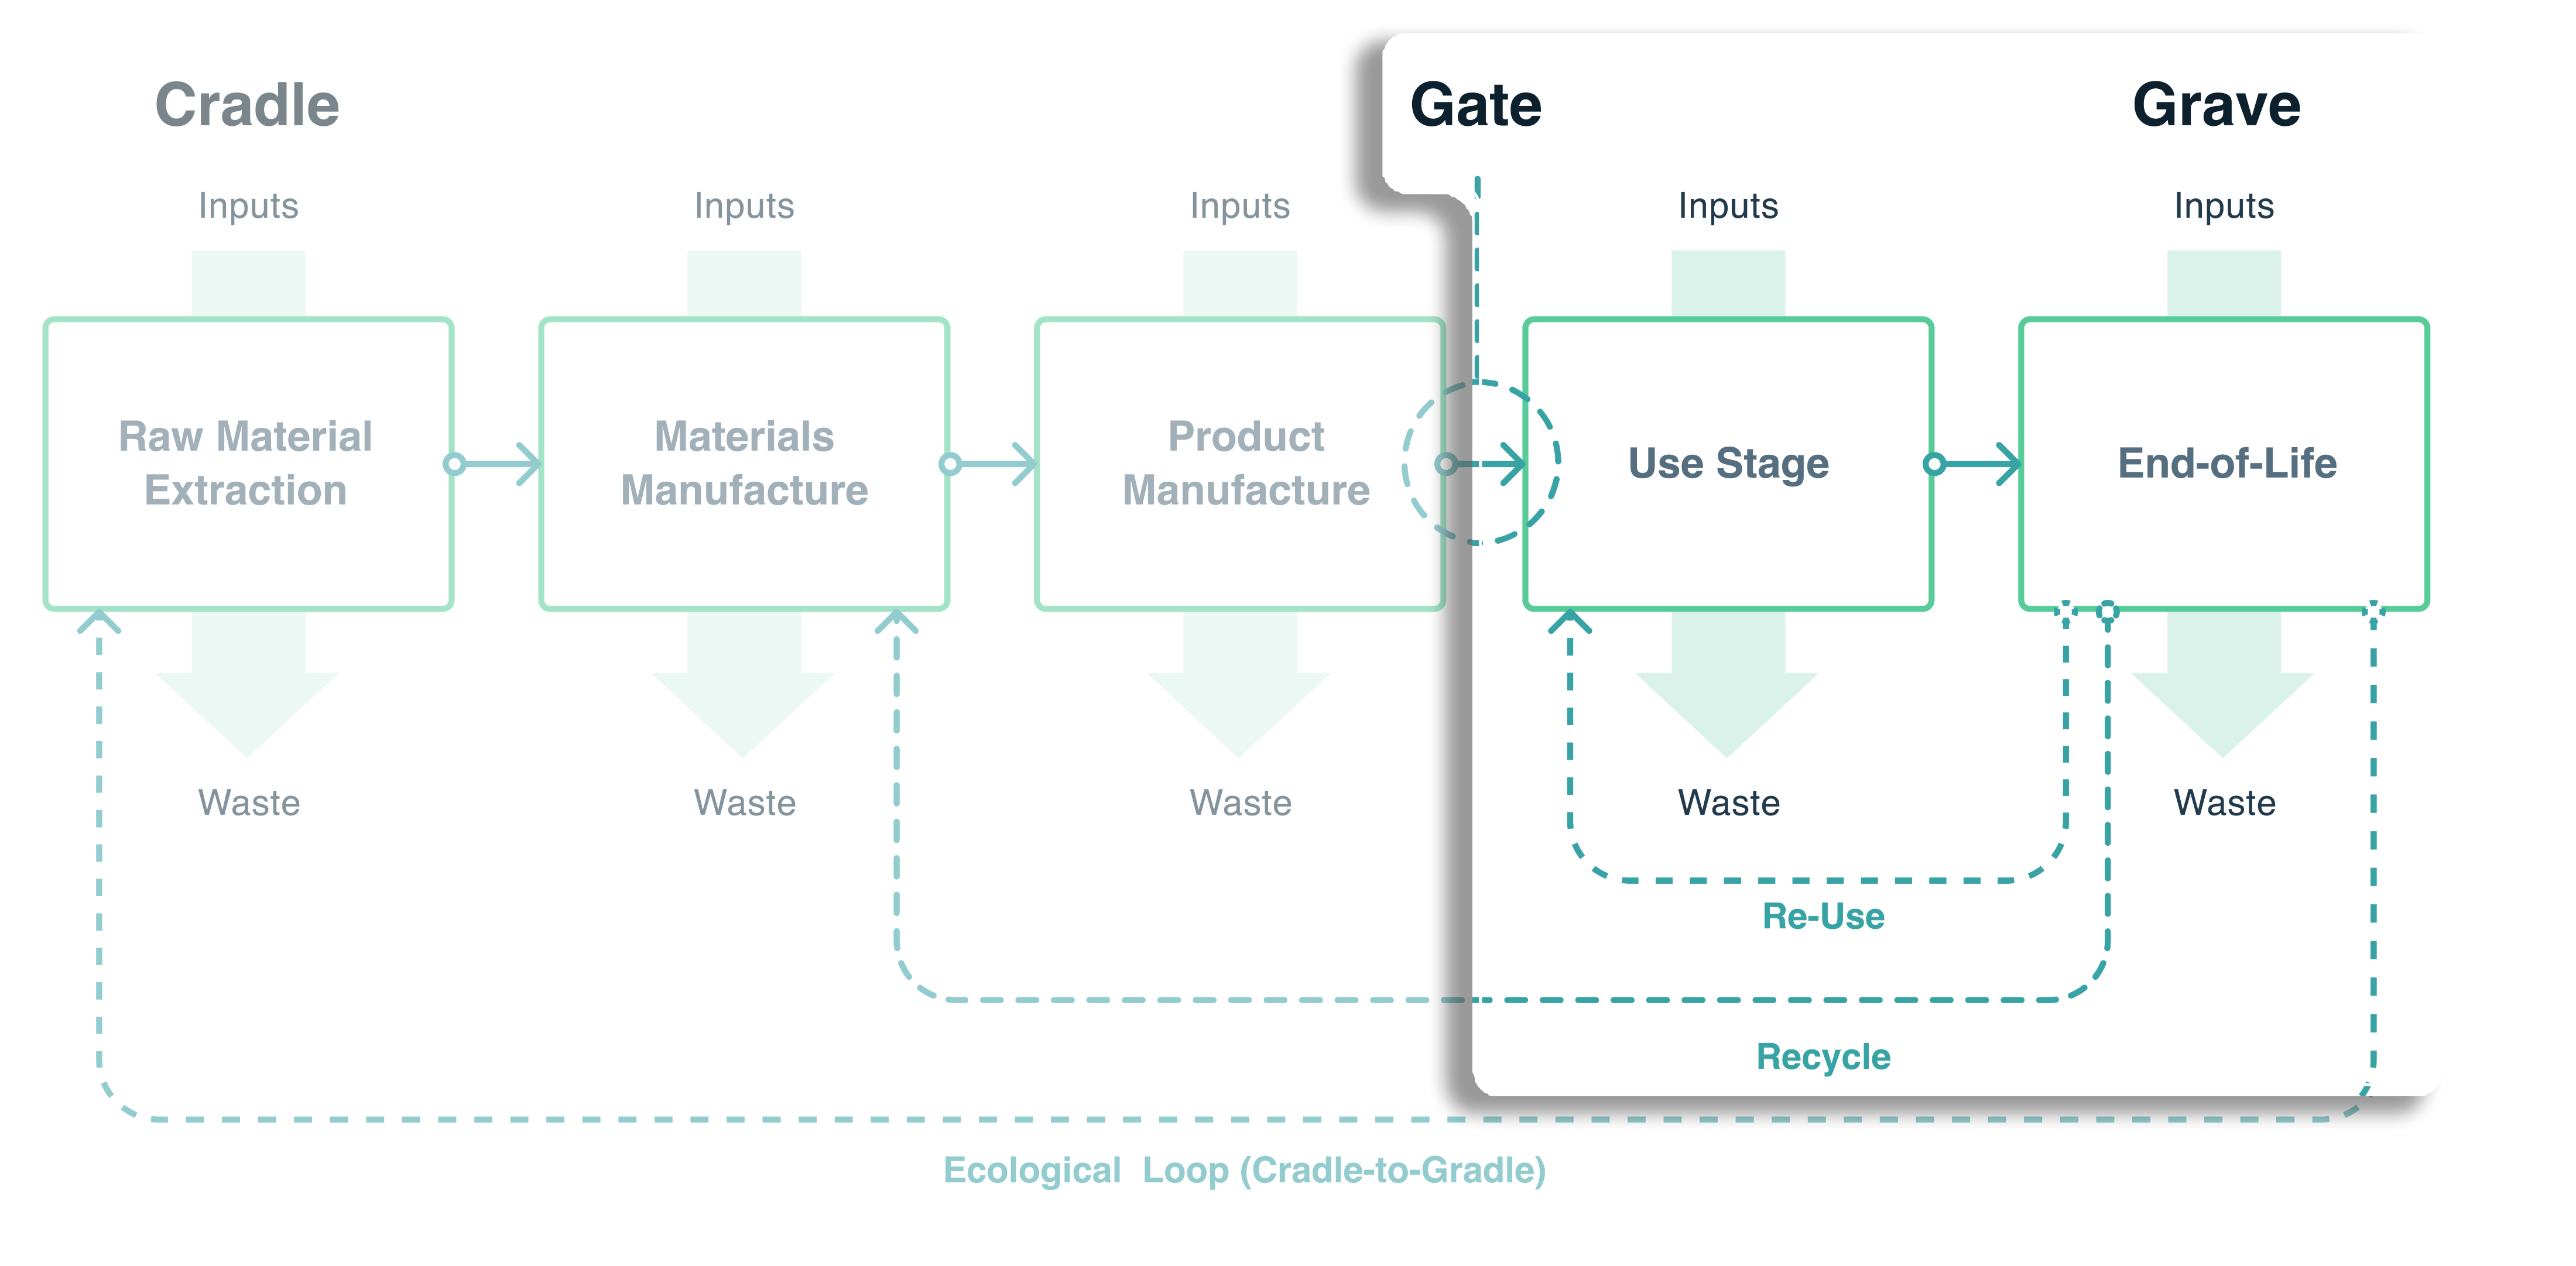 Cradle
Gate
Grave
Inputs
Inputs
Inputs
Inputs
Inputs
Raw Material
Extraction
Materials
Manufacture
Product
Manufacture
Use Stage
End-of-Life
Waste
Waste
Waste
Waste
Waste
Re-Use
Recycle
Ecological Loop (Cradle-to-Gradle)